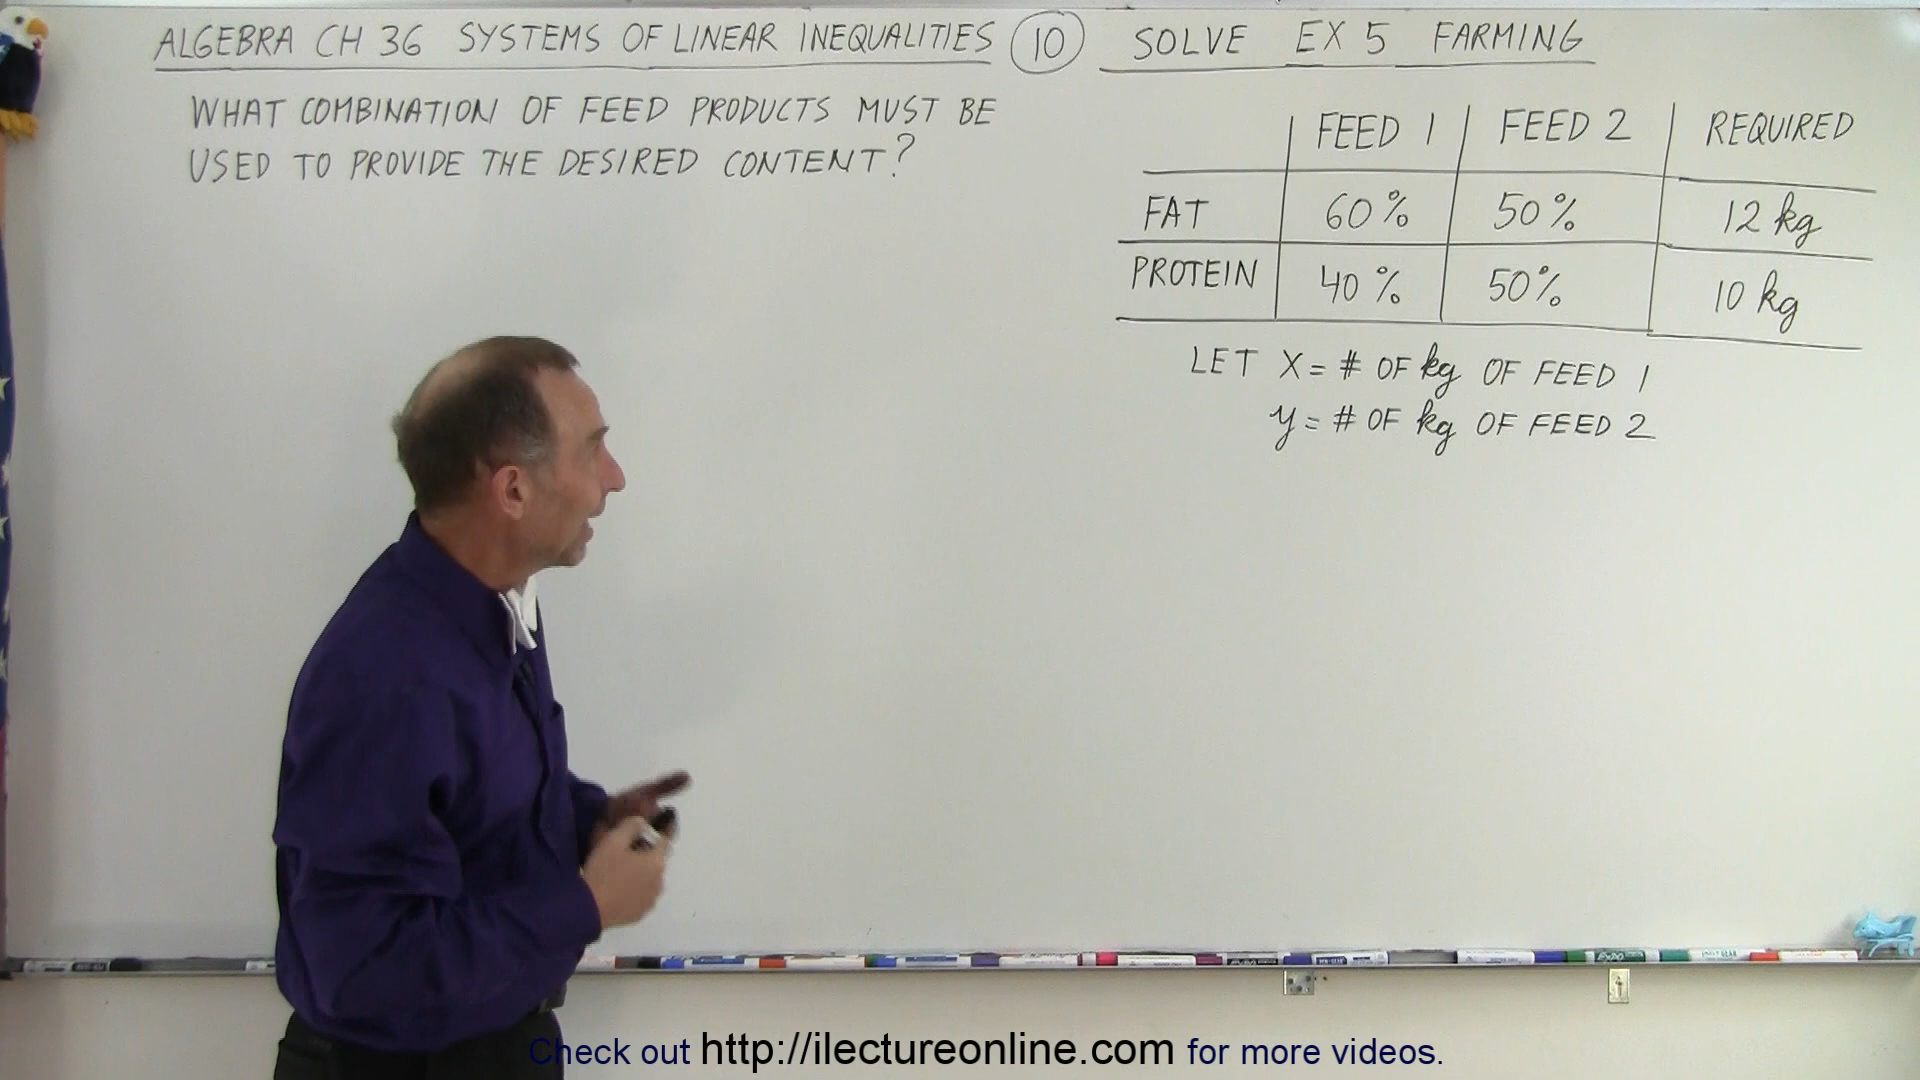 ALGEBRA CH 36 SYSTEMS OF LINEAR INEQUALITIES 10 SOLVE EX 5 FARMING
WHAT COMBINATION OF FEED PRODUCTS MUST BE
USED TO PROVIDE THE DESIRED CONTENT?
FEED 1 FEED 2 REQUIRED
FAT 60% 50% 12 kg
PROTEIN 40% 50% 10 kg
LET X = # OF kg OF FEED 1
y = # OF kg OF FEED 2
Check out http://ilectureonline.com for more videos.